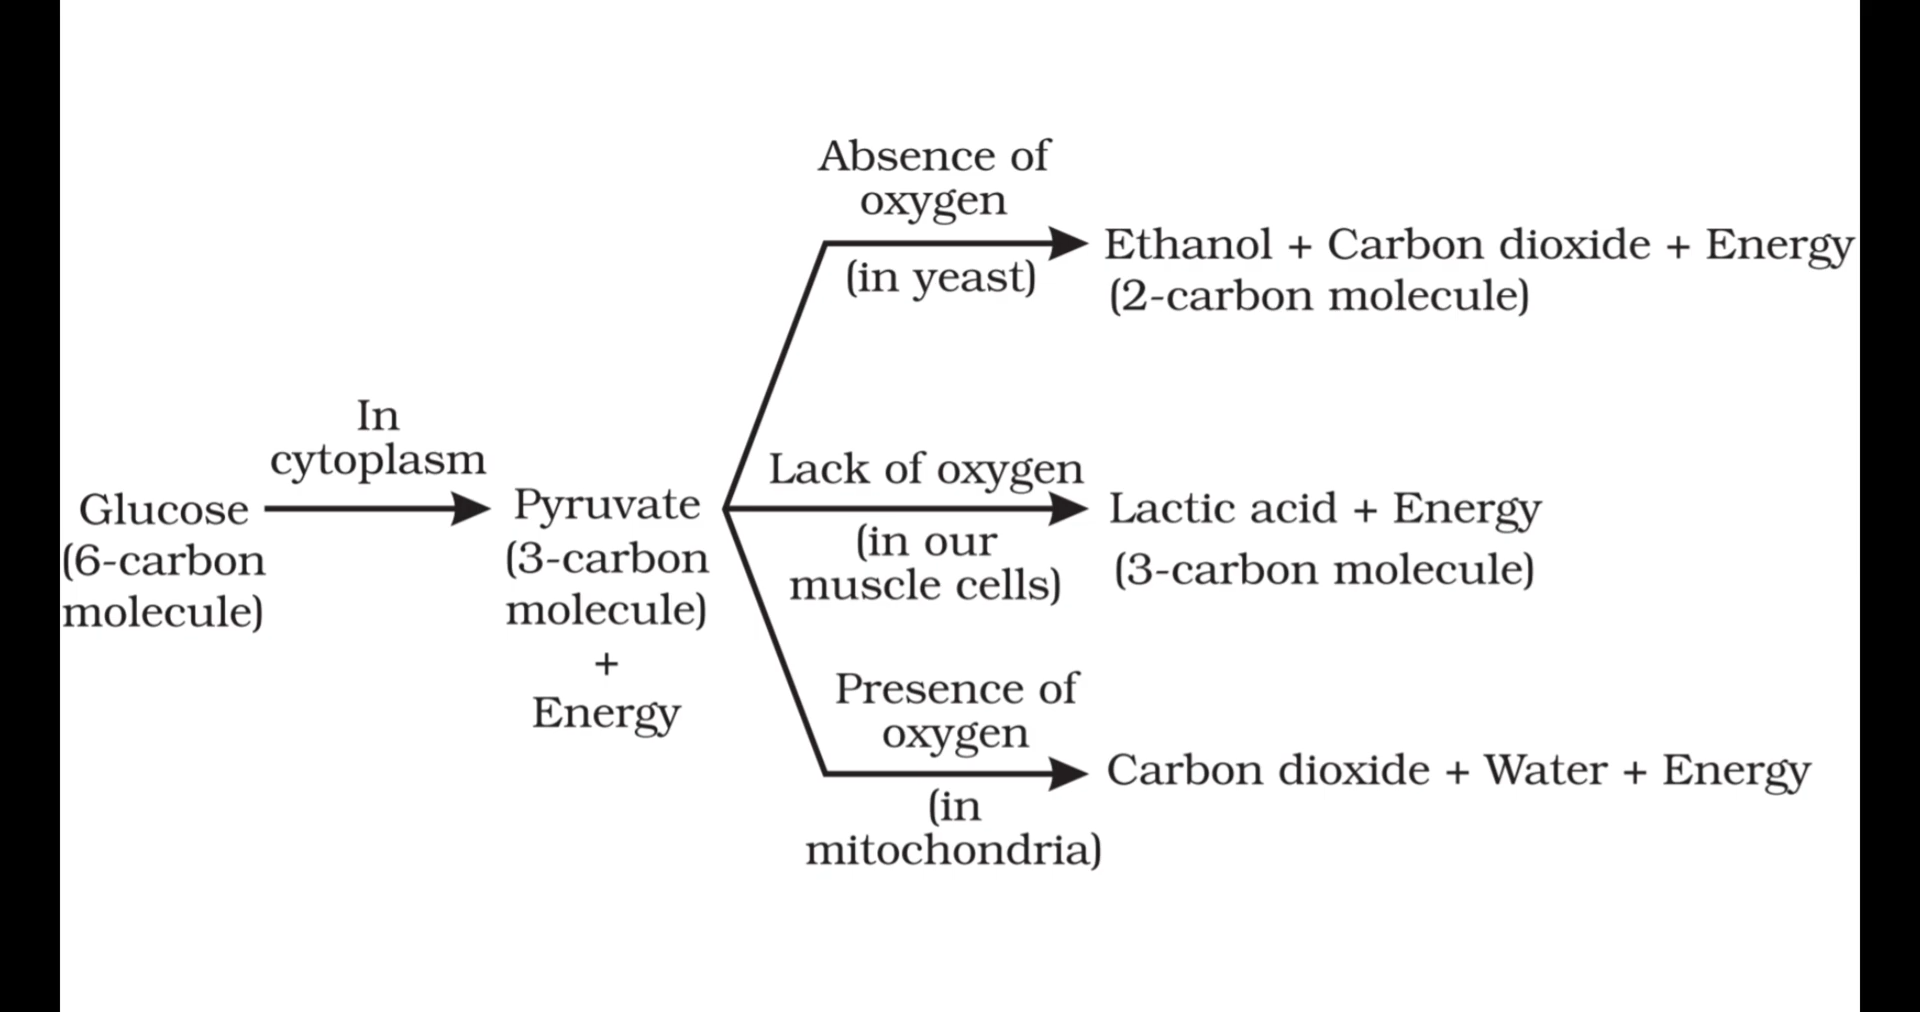 In
cytoplasm
Glucose
(6-carbon
molecule)
Pyruvate
(3-carbon
molecule)
+
Energy
Absence of
oxygen
(in yeast)
Ethanol + Carbon dioxide + Energy
(2-carbon molecule)
Lack of oxygen
(in our
muscle cells)
Lactic acid + Energy
(3-carbon molecule)
Presence of
oxygen
(in
mitochondria)
Carbon dioxide + Water + Energy